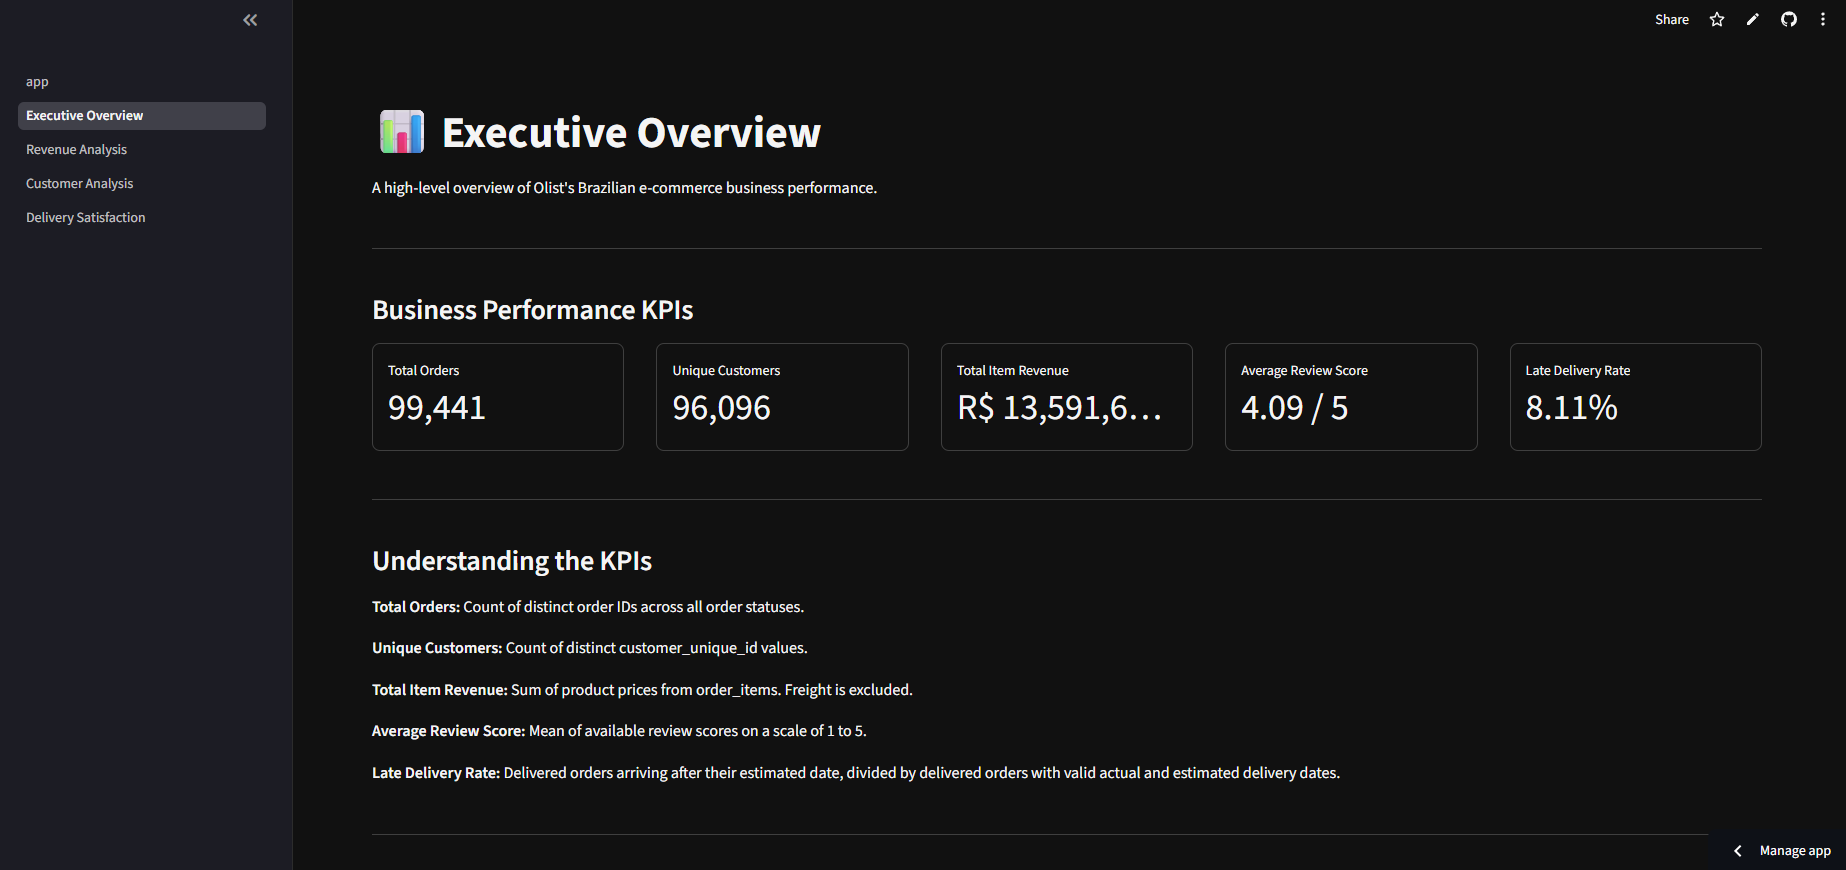 Share
app
Executive Overview
Revenue Analysis
Customer Analysis
Delivery Satisfaction
Executive Overview
A high-level overview of Olist's Brazilian e-commerce business performance.
Business Performance KPIs
Total Orders
99,441
Unique Customers
96,096
Total Item Revenue
R$ 13,591,6...
Average Review Score
4.09 / 5
Late Delivery Rate
8.11%
Understanding the KPIs
Total Orders: Count of distinct order IDs across all order statuses.
Unique Customers: Count of distinct customer_unique_id values.
Total Item Revenue: Sum of product prices from order_items. Freight is excluded.
Average Review Score: Mean of available review scores on a scale of 1 to 5.
Late Delivery Rate: Delivered orders arriving after their estimated date, divided by delivered orders with valid actual and estimated delivery dates.
Manage app